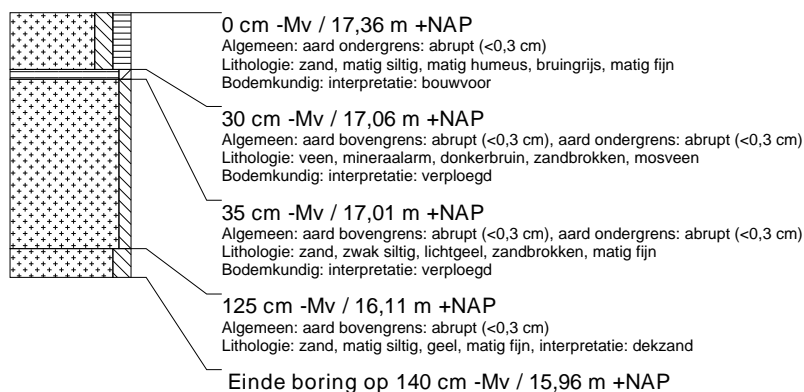 0 cm -Mv / 17,36 m +NAP
Algemeen: aard ondergrens: abrupt (<0,3 cm)
Lithologie: zand, matig siltig, matig humeus, bruingrijs, matig fijn
Bodemkundig: interpretatie: bouwvoor
30 cm -Mv / 17,06 m +NAP
Algemeen: aard bovengrens: abrupt (<0,3 cm), aard ondergrens: abrupt (<0,3 cm)
Lithologie: veen, mineraalarm, donkerbruin, zandbrokken, mosveen
Bodemkundig: interpretatie: verploegd
35 cm -Mv / 17,01 m +NAP
Algemeen: aard bovengrens: abrupt (<0,3 cm), aard ondergrens: abrupt (<0,3 cm)
Lithologie: zand, zwak siltig, lichtgeel, zandbrokken, matig fijn
Bodemkundig: interpretatie: verploegd
125 cm -Mv / 16,11 m +NAP
Algemeen: aard bovengrens: abrupt (<0,3 cm)
Lithologie: zand, matig siltig, geel, matig fijn, interpretatie: dekzand
Einde boring op 140 cm -Mv / 15,96 m +NAP